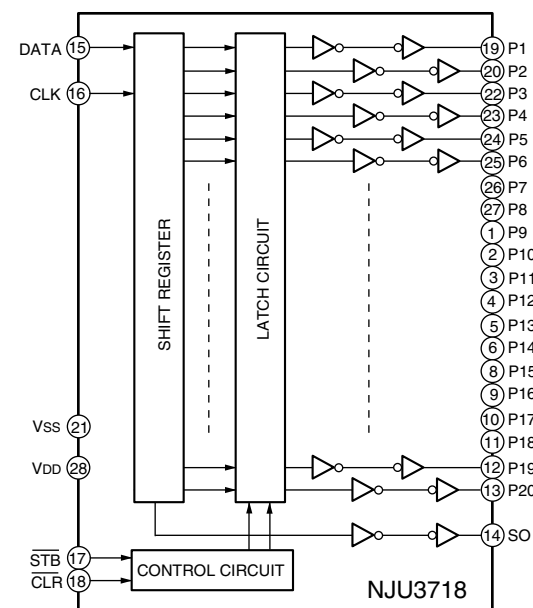 DATA 15
CLK 16
VSS 21
VDD 28
STB 17
CLR 18
SHIFT REGISTER
LATCH CIRCUIT
CONTROL CIRCUIT
19 P1
20 P2
22 P3
23 P4
24 P5
25 P6
26 P7
27 P8
1 P9
2 P10
3 P11
4 P12
5 P13
6 P14
8 P15
9 P16
10 P17
11 P18
12 P19
13 P20
14 SO
NJU3718